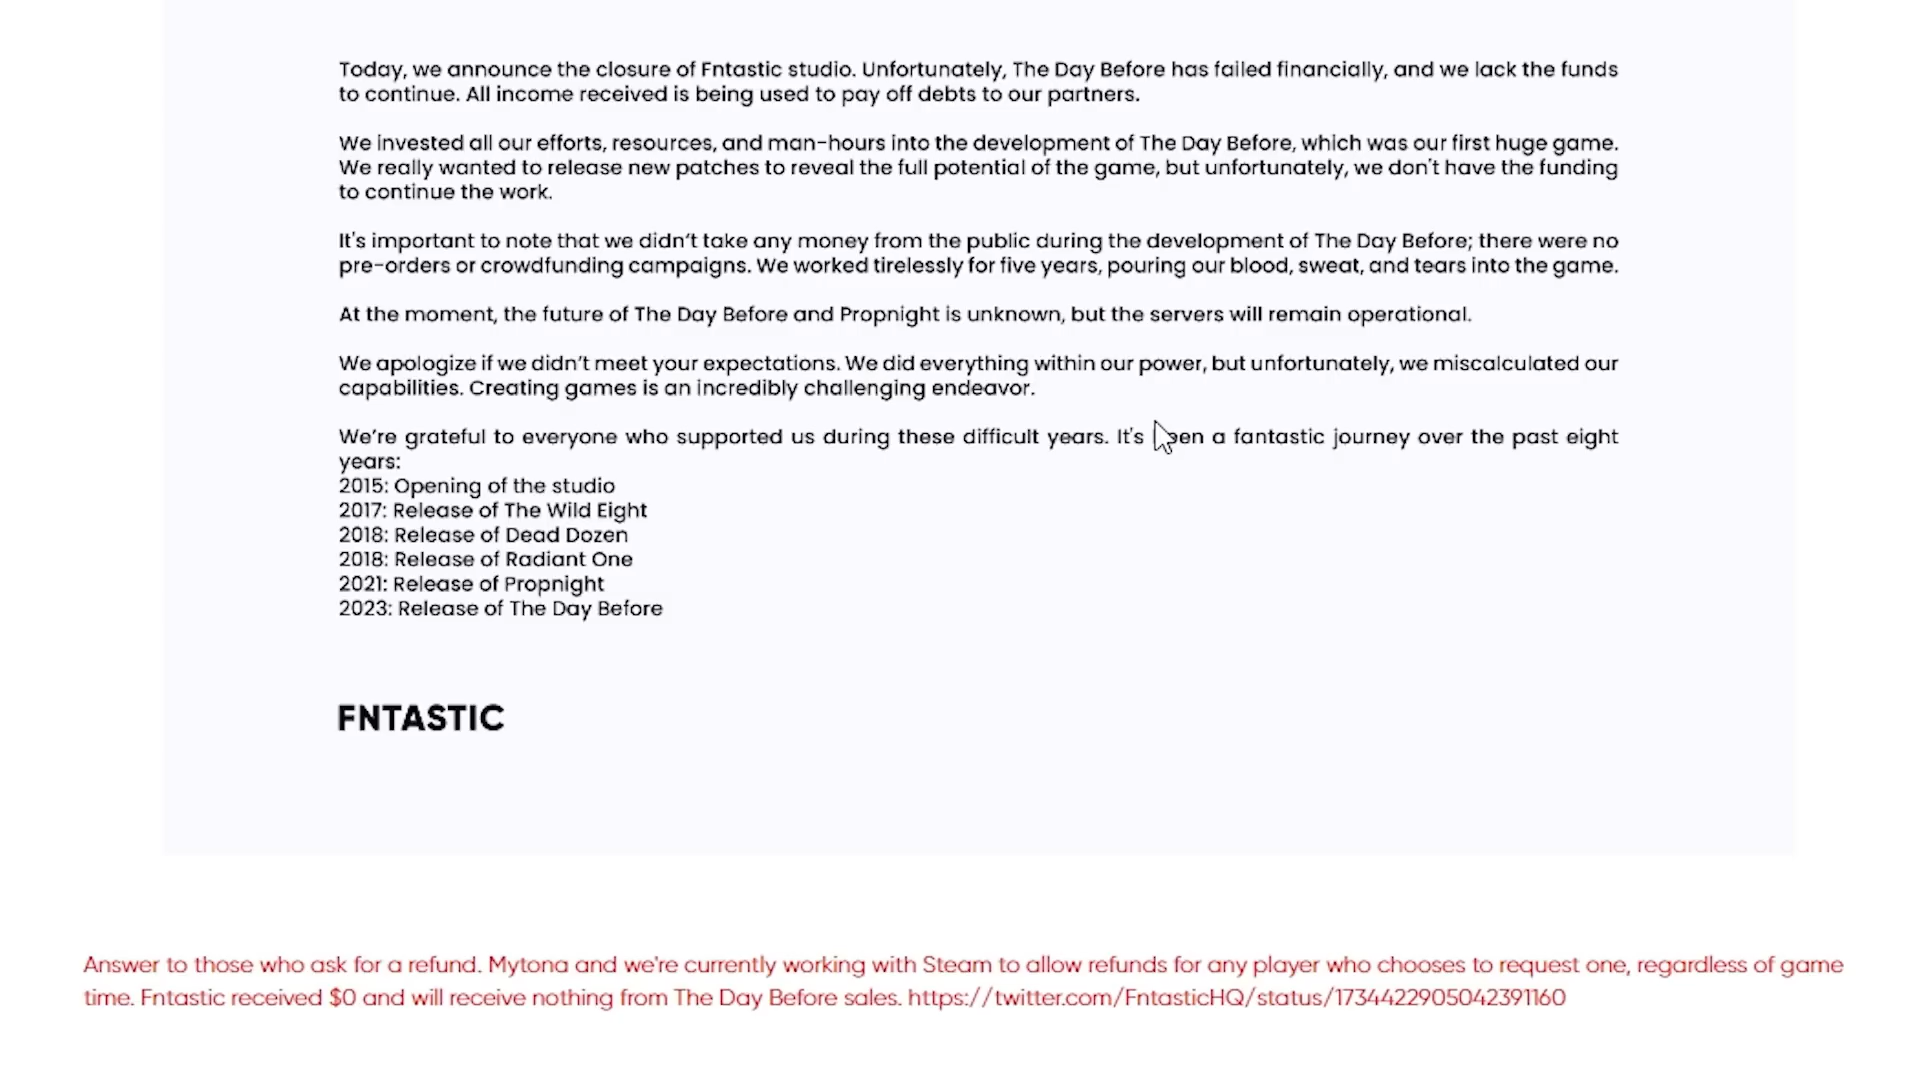 Today, we announce the closure of Fntastic studio. Unfortunately, The Day Before has failed financially, and we lack the funds
to continue. All income received is being used to pay off debts to our partners.
We invested all our efforts, resources, and man-hours into the development of The Day Before, which was our first huge game.
We really wanted to release new patches to reveal the full potential of the game, but unfortunately, we don't have the funding
to continue the work.
It's important to note that we didn't take any money from the public during the development of The Day Before; there were no
pre-orders or crowdfunding campaigns. We worked tirelessly for five years, pouring our blood, sweat, and tears into the game.
At the moment, the future of The Day Before and Propnight is unknown, but the servers will remain operational.
We apologize if we didn't meet your expectations. We did everything within our power, but unfortunately, we miscalculated our
capabilities. Creating games is an incredibly challenging endeavor.
We're grateful to everyone who supported us during these difficult years. It's been a fantastic journey over the past eight
years:
2015: Opening of the studio
2017: Release of The Wild Eight
2018: Release of Dead Dozen
2018: Release of Radiant One
2021: Release of Propnight
2023: Release of The Day Before
FNTASTIC
Answer to those who ask for a refund. Mytona and we're currently working with Steam to allow refunds for any player who chooses to request one, regardless of game
time. Fntastic received $0 and will receive nothing from The Day Before sales. https://twitter.com/FntasticHQ/status/1734422905042391160